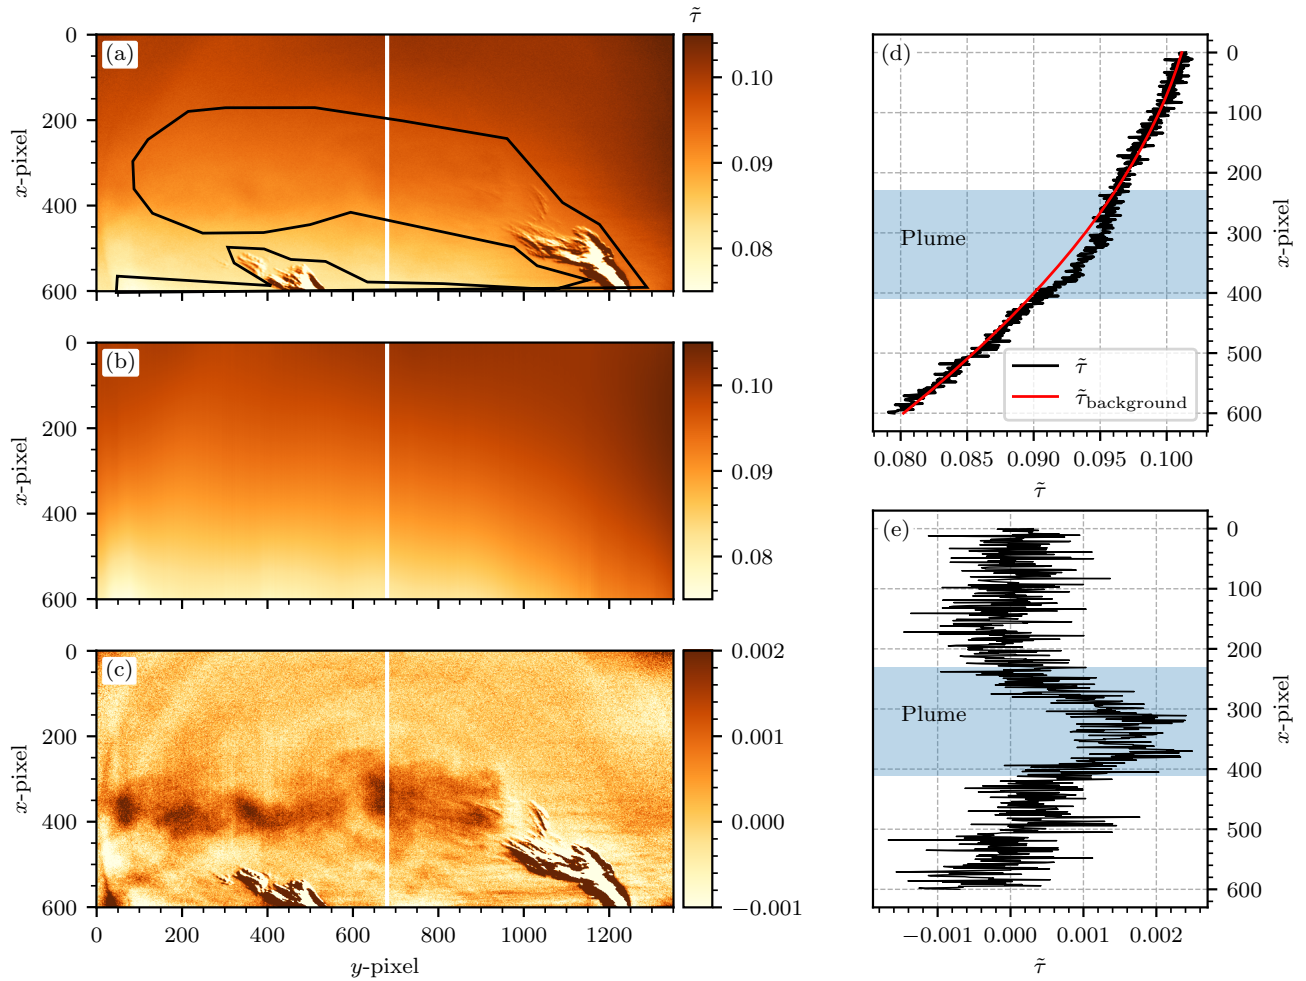 τ̃
(a)
0
200
400
600
x-pixel
0.10
0.09
0.08
(b)
0
200
400
600
x-pixel
0.10
0.09
0.08
(c)
0
200
400
600
x-pixel
0.002
0.001
0.000
−0.001
0 200 400 600 800 1000 1200
y-pixel
(d)
Plume
τ̃
τ̃background
0
100
200
300
400
500
600
x-pixel
0.080 0.085 0.090 0.095 0.100
τ̃
(e)
Plume
0
100
200
300
400
500
600
x-pixel
−0.001 0.000 0.001 0.002
τ̃